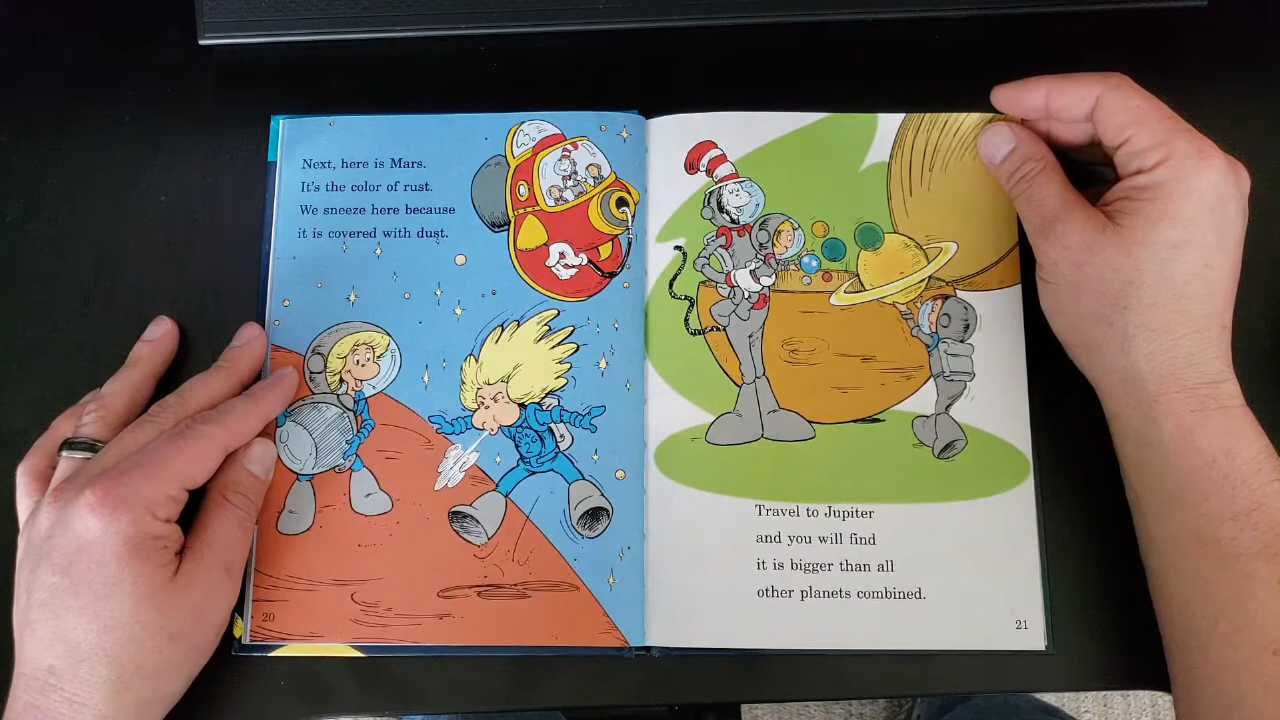 Next, here is Mars.
It's the color of rust.
We sneeze here because
it is covered with dust.
20
Travel to Jupiter
and you will find
it is bigger than all
other planets combined.
21